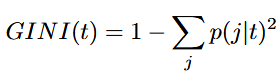 GINI(t) = 1 − ∑_j p(j|t)²